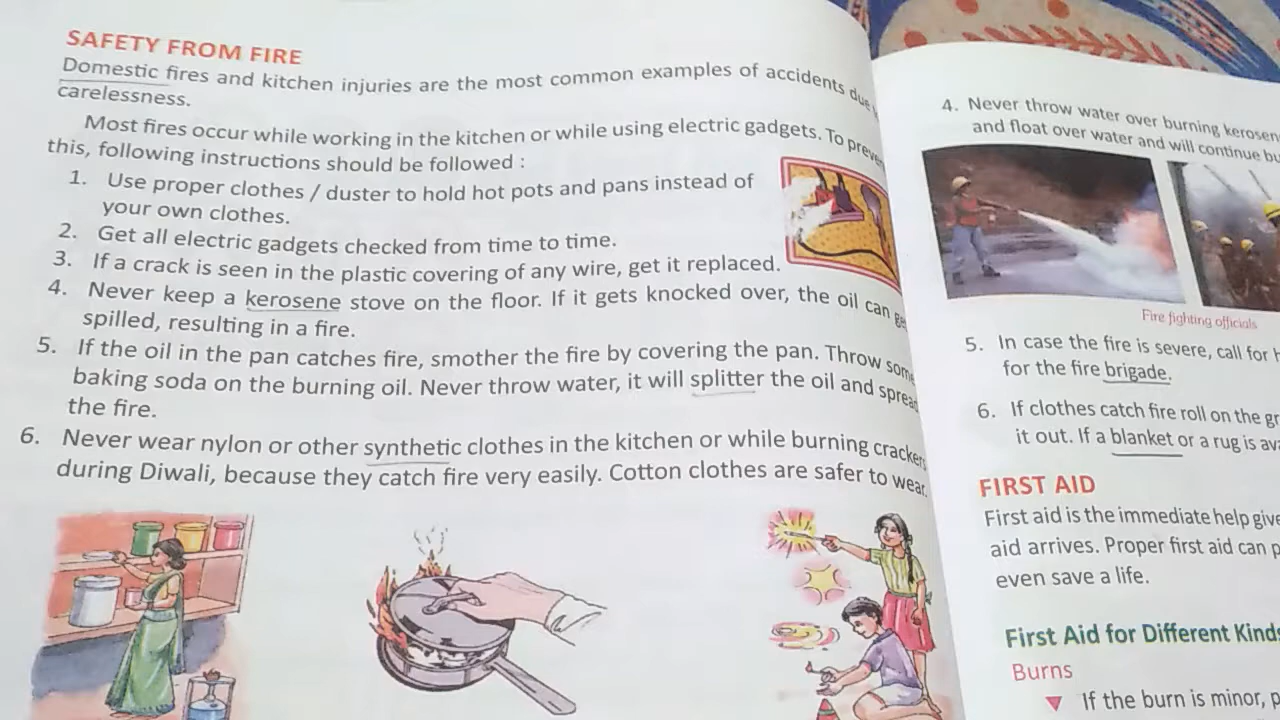 SAFETY FROM FIRE
Domestic fires and kitchen injuries are the most common examples of accidents due
carelessness.
Most fires occur while working in the kitchen or while using electric gadgets. To
this, following instructions should be followed :
1. Use proper clothes / duster to hold hot pots and pans instead of
your own clothes.
2. Get all electric gadgets checked from time to time.
3. If a crack is seen in the plastic covering of any wire, get it replaced.
4. Never keep a kerosene stove on the floor. If it gets knocked over, the oil can
spilled, resulting in a fire.
5. If the oil in the pan catches fire, smother the fire by covering the pan. Throw
baking soda on the burning oil. Never throw water, it will splitter the oil and
the fire.
6. Never wear nylon or other synthetic clothes in the kitchen or while burning
during Diwali, because they catch fire very easily. Cotton clothes are safer to wear.
4. Never throw water over burning
and float over water and will continue
Fire fighting officials
5. In case the fire is severe, call for
for the fire brigade.
6. If clothes catch fire roll on the
it out. If a blanket or a rug is
FIRST AID
First aid is the immediate help
aid arrives. Proper first aid can
even save a life.
First Aid for Different
Burns
▼ If the burn is minor,